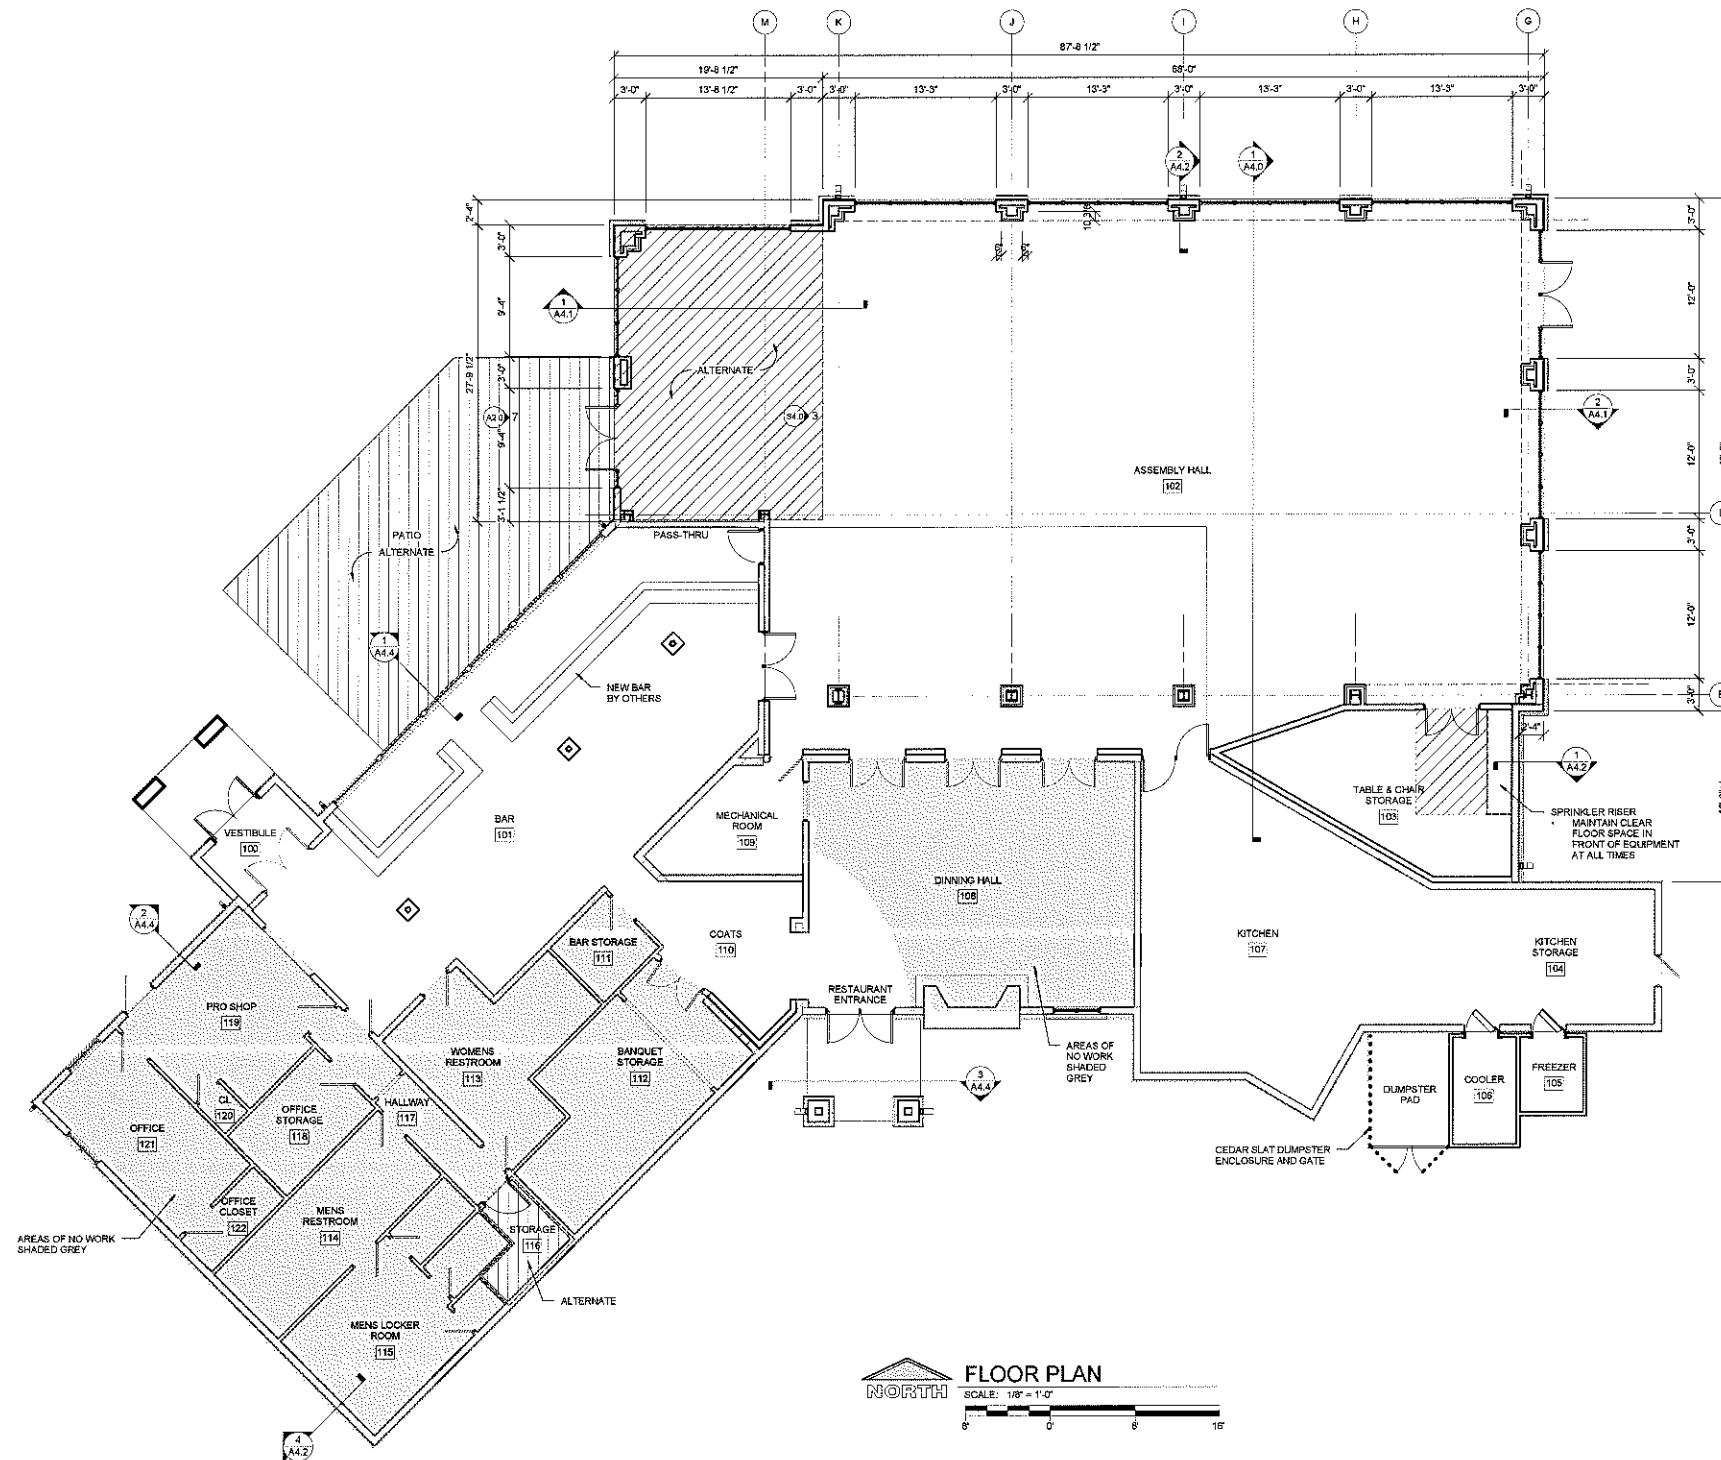 M
K
J
I
H
G
87'-8 1/2"
19'-8 1/2"
68'-0"
3'-0"
13'-8 1/2"
3'-0"
3'-0"
13'-3"
3'-0"
13'-3"
3'-0"
13'-3"
3'-0"
13'-3"
3'-0"
2
A4.2
1
A4.0
2'-4"
3'-0"
9'-4"
27'-9 1/2"
3'-0"
9'-4"
3'-1 1/2"
3'-0"
12'-0"
3'-0"
12'-0"
3'-0"
12'-0"
3'-0"
1
A4.1
ALTERNATE
A2.0
7
S4.0
3
2
A4.1
ASSEMBLY HALL
102
PATIO
ALTERNATE
PASS-THRU
1
A4.4
NEW BAR
BY OTHERS
2'-4"
1
A4.2
TABLE & CHAIR
STORAGE
103
SPRINKLER RISER
MAINTAIN CLEAR
FLOOR SPACE IN
FRONT OF EQUIPMENT
AT ALL TIMES
VESTIBULE
100
BAR
101
MECHANICAL
ROOM
109
DINNING HALL
108
2
A4.4
BAR STORAGE
111
COATS
110
KITCHEN
107
KITCHEN
STORAGE
104
RESTAURANT
ENTRANCE
PRO SHOP
119
WOMENS
RESTROOM
113
BANQUET
STORAGE
112
AREAS OF
NO WORK
SHADED
GREY
3
A4.4
DUMPSTER
PAD
COOLER
106
FREEZER
105
CL.
120
OFFICE
STORAGE
118
HALLWAY
117
OFFICE
121
CEDAR SLAT DUMPSTER
ENCLOSURE AND GATE
OFFICE
CLOSET
122
MENS
RESTROOM
114
STORAGE
116
AREAS OF NO WORK
SHADED GREY
ALTERNATE
MENS LOCKER
ROOM
115
4
A4.2
NORTH
FLOOR PLAN
SCALE: 1/8" = 1'-0"
8'
0'
16'